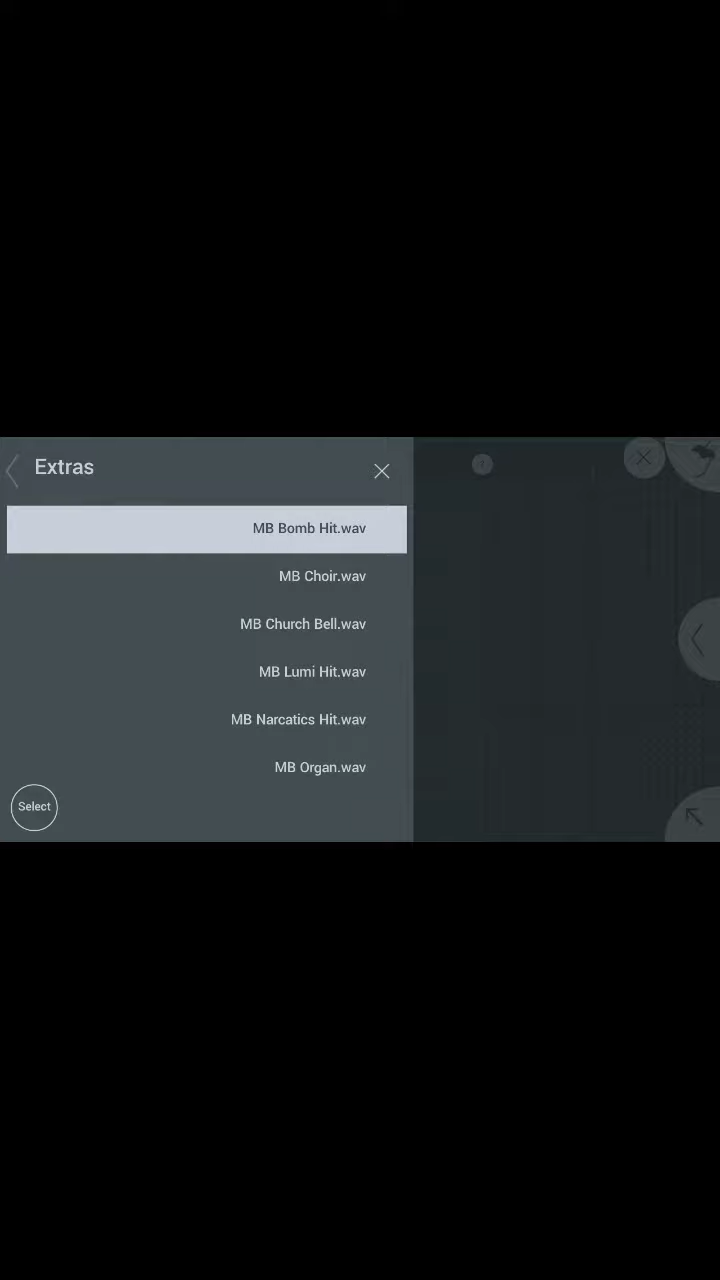 Extras
MB Bomb Hit.wav
MB Choir.wav
MB Church Bell.wav
MB Lumi Hit.wav
MB Narcatics Hit.wav
MB Organ.wav
Select